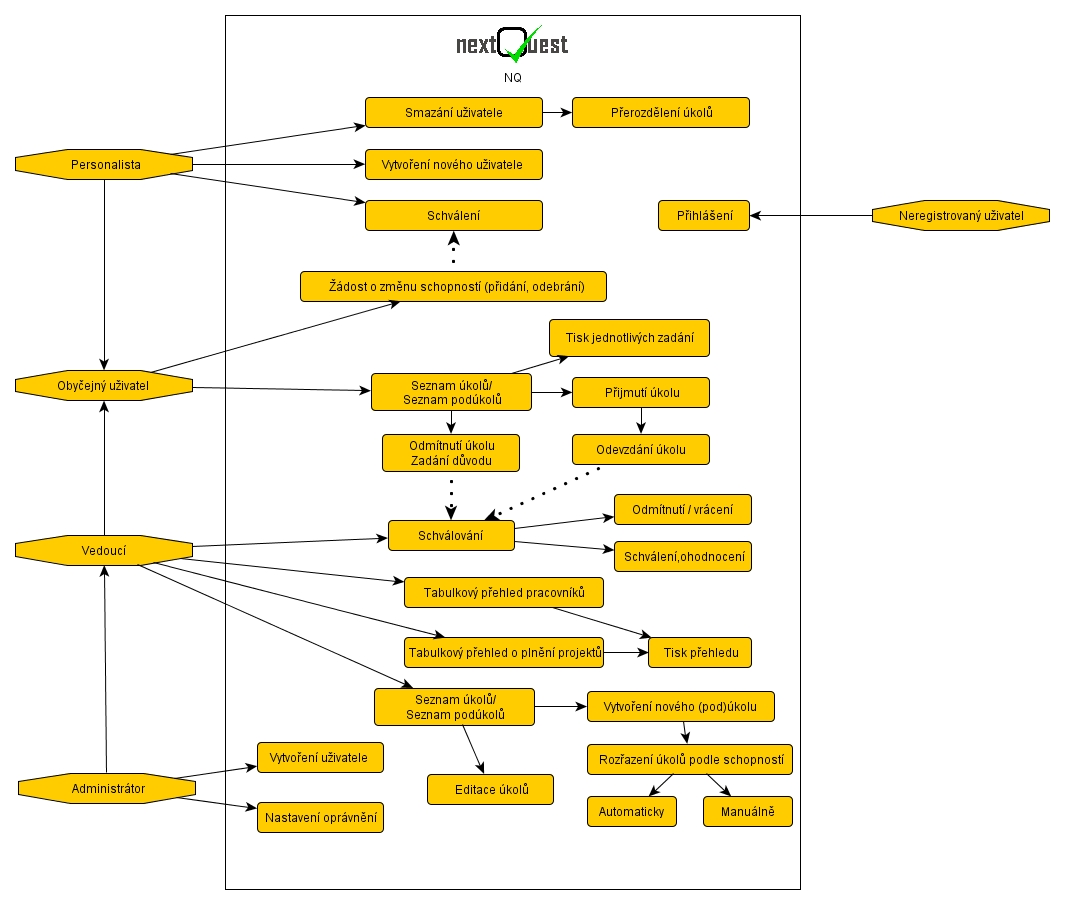 nextQuest
NQ
Smazání uživatele
Přerozdělení úkolů
Personalista
Vytvoření nového uživatele
Schválení
Přihlášení
Neregistrovaný uživatel
Žádost o změnu schopností (přidání, odebrání)
Tisk jednotlivých zadání
Obyčejný uživatel
Seznam úkolů/
Seznam podúkolů
Přijmutí úkolu
Odmítnutí úkolu
Zadání důvodu
Odevzdání úkolu
Odmítnutí / vrácení
Schvålování
Vedoucí
Schválení,ohodnocení
Tabulkový přehled pracovníků
Tabulkový přehled o plnění projektů
Tisk přehledu
Seznam úkolů/
Seznam podúkolů
Vytvoření nového (pod)úkolu
Vytvoření uživatele
Rozřazení úkolů podle schopností
Administrátor
Editace úkolů
Nastavení oprávnění
Automaticky
Manuálně